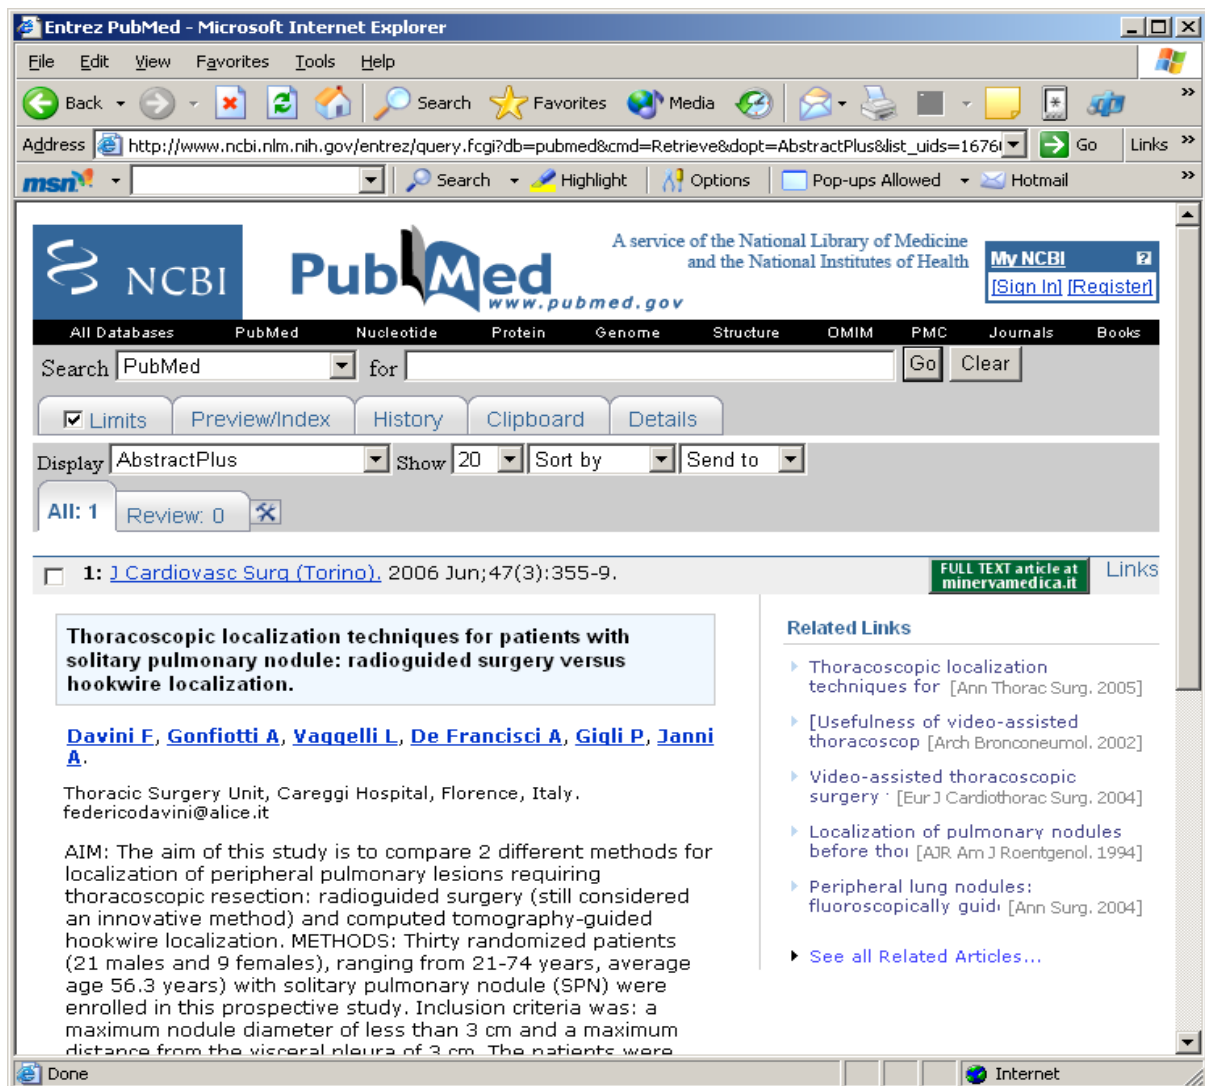 Entrez PubMed - Microsoft Internet Explorer
File Edit View Favorites Tools Help
Back Search Favorites Media »
Address http://www.ncbi.nlm.nih.gov/entrez/query.fcgi?db=pubmed&cmd=Retrieve&dopt=AbstractPlus&list_uids=1676 Go Links »
msn Search Highlight Options Pop-ups Allowed Hotmail »
NCBI
PubMed
www.pubmed.gov
A service of the National Library of Medicine
and the National Institutes of Health
My NCBI ?
[Sign In] [Register]
All Databases PubMed Nucleotide Protein Genome Structure OMIM PMC Journals Books
Search PubMed for Go Clear
Limits Preview/Index History Clipboard Details
Display AbstractPlus Show 20 Sort by Send to
All: 1 Review: 0
1: J Cardiovasc Surg (Torino). 2006 Jun;47(3):355-9.
FULL TEXT article at
minervamedica.it
Links
Thoracoscopic localization techniques for patients with
solitary pulmonary nodule: radioguided surgery versus
hookwire localization.
Davini F, Gonfiotti A, Vaggelli L, De Francisci A, Gigli P, Janni
A.
Thoracic Surgery Unit, Careggi Hospital, Florence, Italy.
federicodavini@alice.it
AIM: The aim of this study is to compare 2 different methods for
localization of peripheral pulmonary lesions requiring
thoracoscopic resection: radioguided surgery (still considered
an innovative method) and computed tomography-guided
hookwire localization. METHODS: Thirty randomized patients
(21 males and 9 females), ranging from 21-74 years, average
age 56.3 years) with solitary pulmonary nodule (SPN) were
enrolled in this prospective study. Inclusion criteria was: a
maximum nodule diameter of less than 3 cm and a maximum
distance from the visceral pleura of 3 cm. The patients were
Related Links
Thoracoscopic localization
techniques for [Ann Thorac Surg. 2005]
[Usefulness of video-assisted
thoracoscop [Arch Bronconeumol. 2002]
Video-assisted thoracoscopic
surgery [Eur J Cardiothorac Surg. 2004]
Localization of pulmonary nodules
before thor [AJR Am J Roentgenol. 1994]
Peripheral lung nodules:
fluoroscopically guid [Ann Surg. 2004]
See all Related Articles...
Done Internet